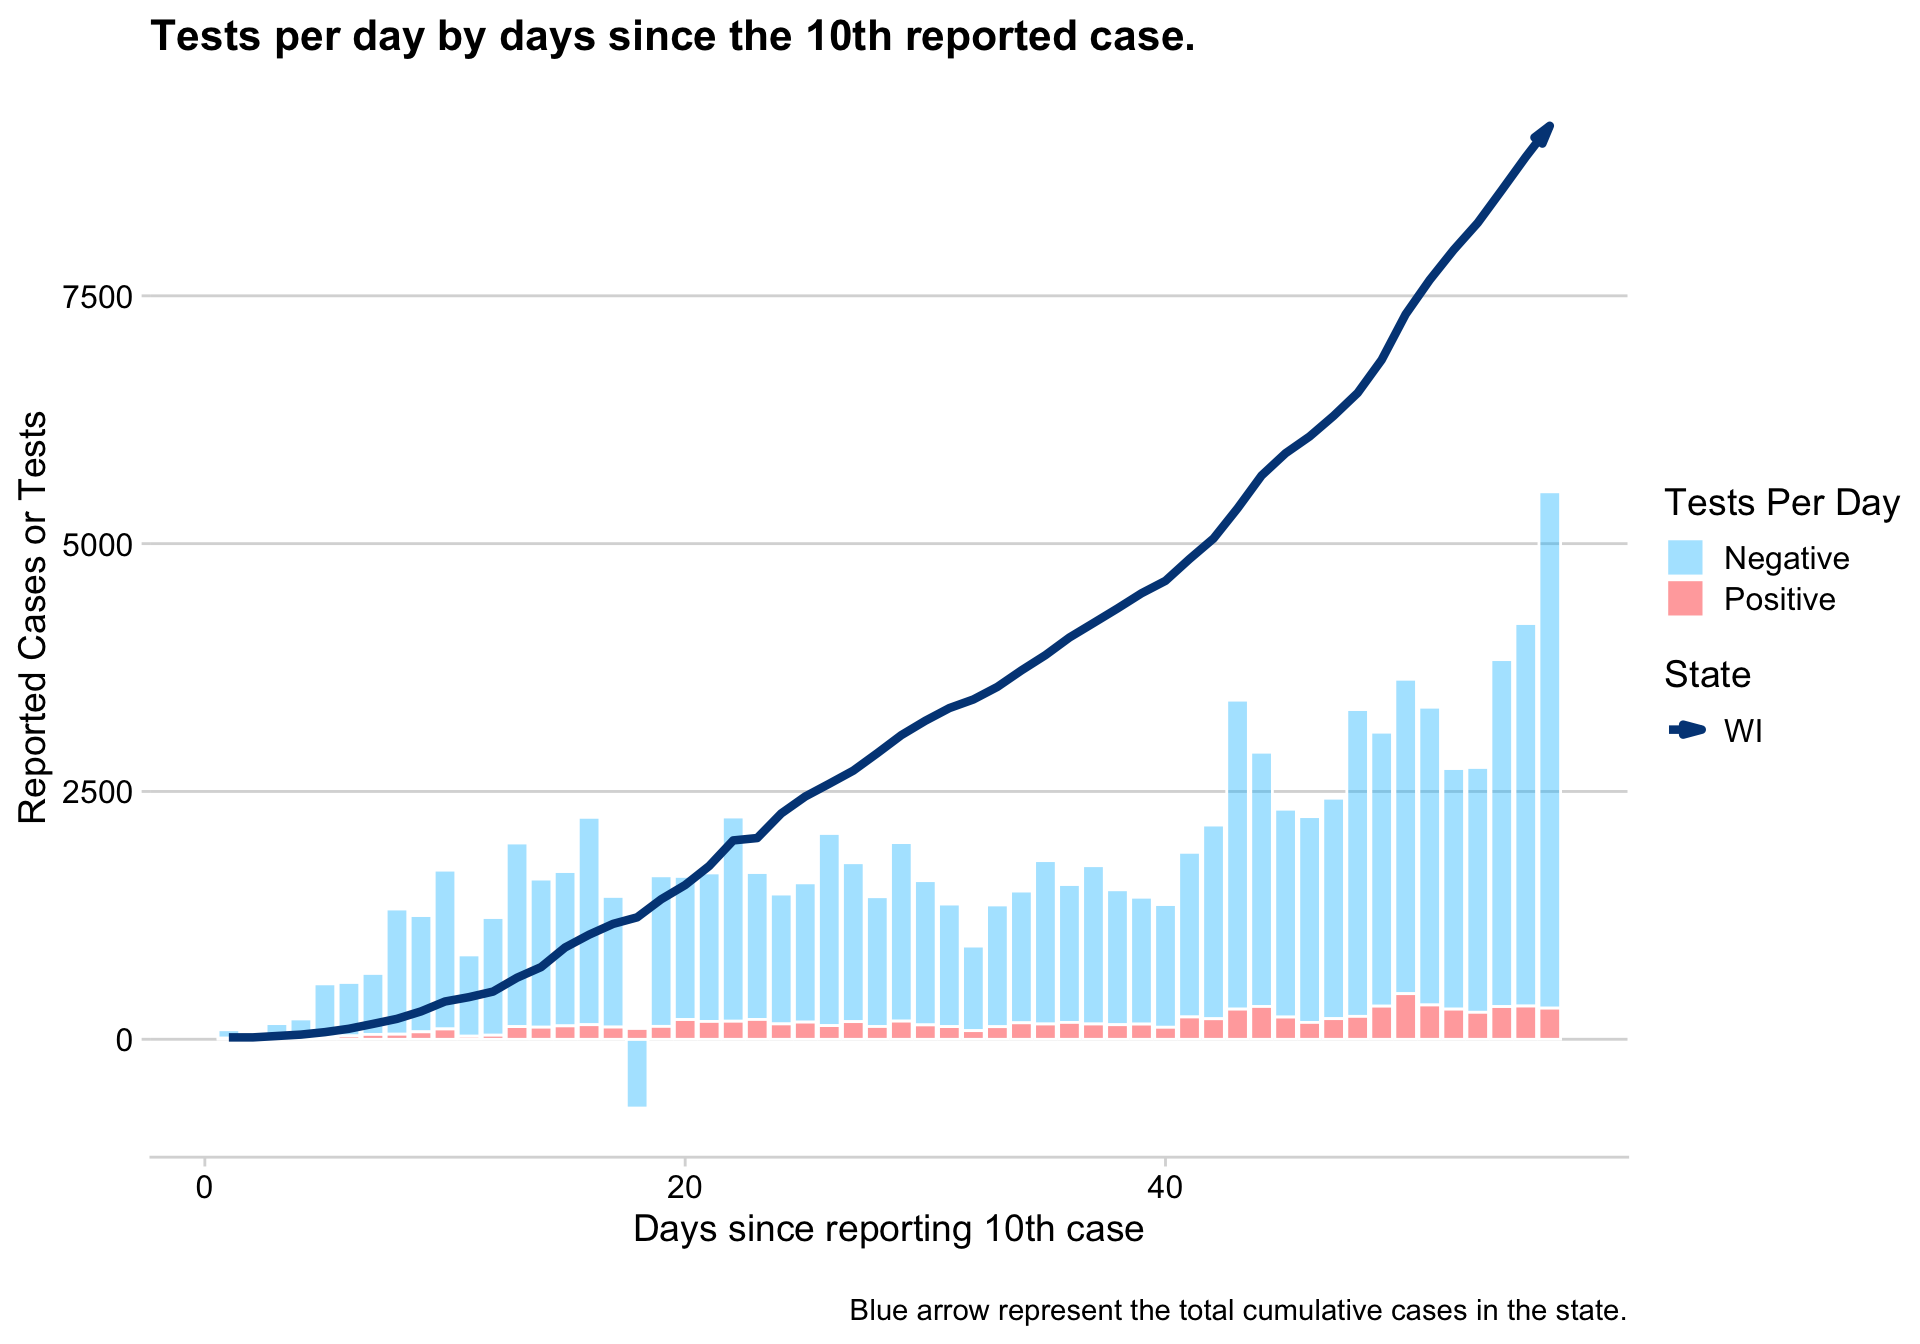 Tests per day by days since the 10th reported case.
Reported Cases or Tests
7500
5000
2500
0
0
20
40
Days since reporting 10th case
Tests Per Day
Negative
Positive
State
WI
Blue arrow represent the total cumulative cases in the state.